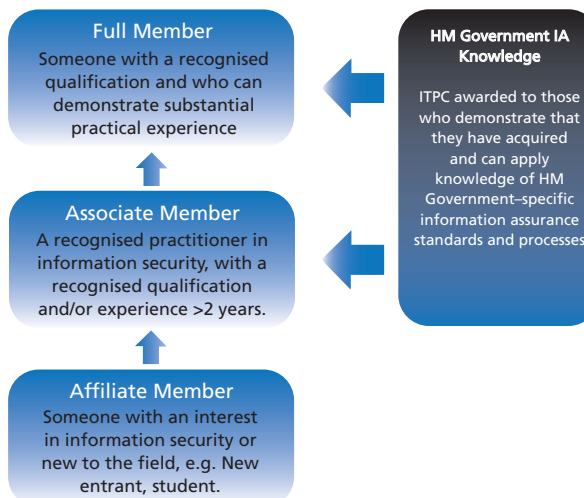 Full Member
Someone with a recognised
qualification and who can
demonstrate substantial
practical experience
Associate Member
A recognised practitioner in
information security, with a
recognised qualification
and/or experience >2 years.
Affiliate Member
Someone with an interest
in information security or
new to the field, e.g. New
entrant, student.
HM Government IA
Knowledge
ITPC awarded to those
who demonstrate that
they have acquired
and can apply
knowledge of HM
Government–specific
information assurance
standards and processes